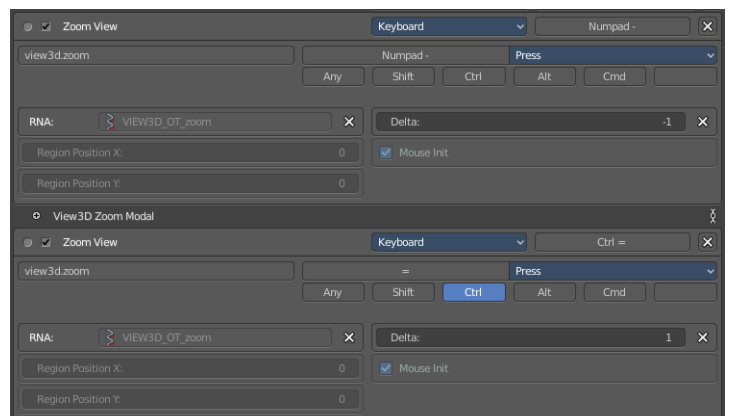 Zoom View Keyboard Numpad -
view3d.zoom Numpad - Press
Any Shift Ctrl Alt Cmd
RNA: VIEW3D_OT_zoom Delta: -1
Region Position X: 0 Mouse Init
Region Position Y: 0
View3D Zoom Modal
Zoom View Keyboard Ctrl =
view3d.zoom = Press
Any Shift Ctrl Alt Cmd
RNA: VIEW3D_OT_zoom Delta: 1
Region Position X: 0 Mouse Init
Region Position Y: 0